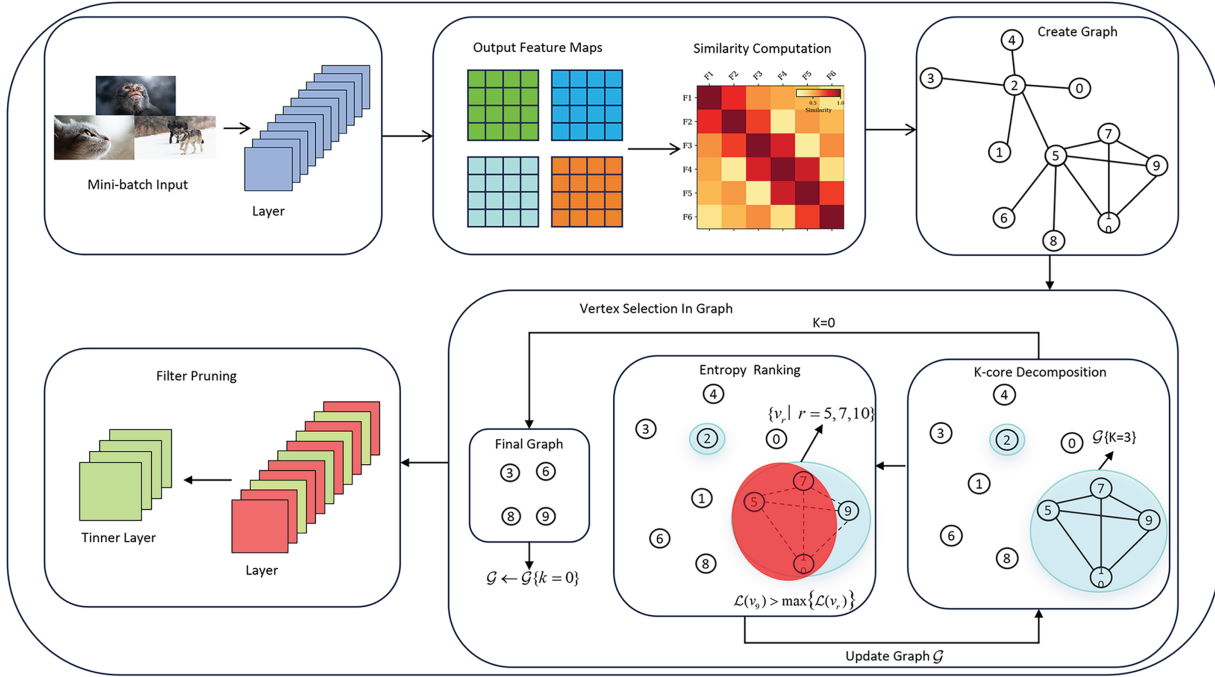 Mini-batch Input
Layer
Output Feature Maps
Similarity Computation
F1 F2 F3 F4 F5 F6
F1
F2
F3
F4
F5
F6
0.5 1.0
Similarity
Create Graph
4
3
2
0
1
7
5
9
6
10
8
Vertex Selection In Graph
K=0
Filter Pruning
Tinner Layer
Layer
Final Graph
3 6
8 9
𝒢 ← 𝒢{k = 0}
Entropy Ranking
4
{vᵣ | r = 5, 7, 10}
3
2
0
7
1
5
9
6
10
8
ℒ(v₉) > max{ℒ(vᵣ)}
K-core Decomposition
4
3
2
0
𝒢{K=3}
1
7
5
9
6
8
10
Update Graph 𝒢